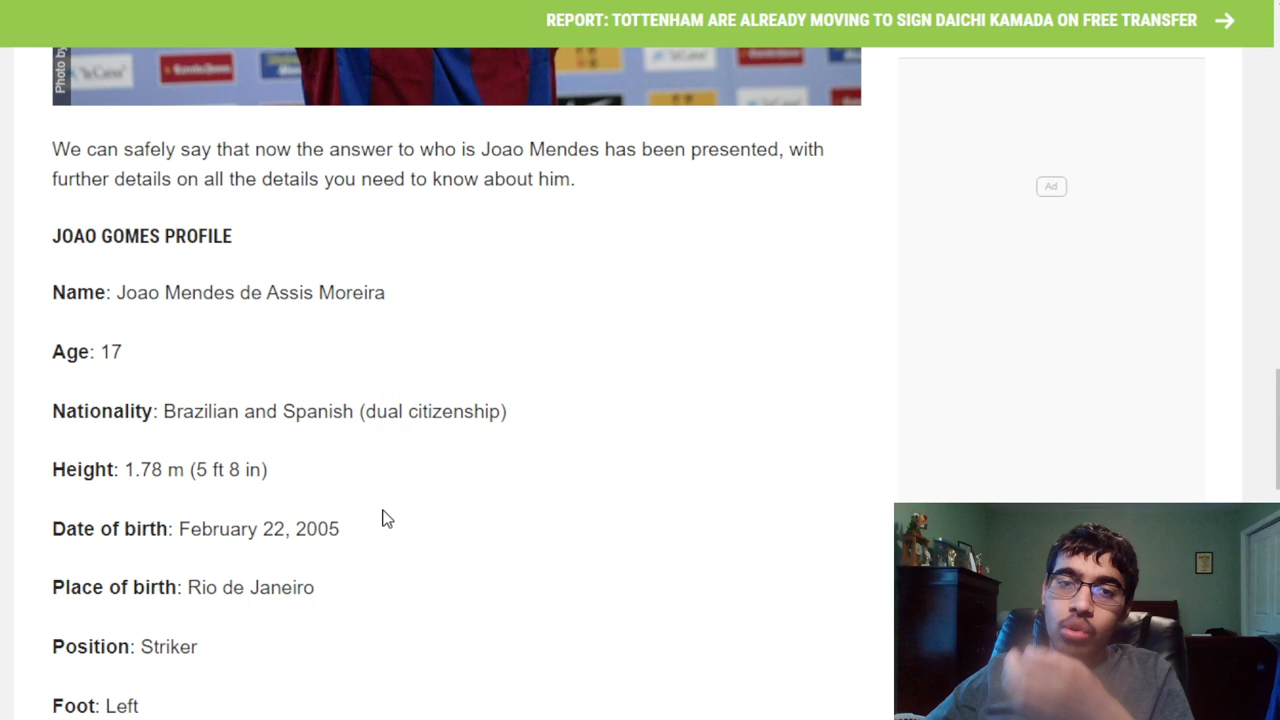 REPORT: TOTTENHAM ARE ALREADY MOVING TO SIGN DAICHI KAMADA ON FREE TRANSFER
Photo by
We can safely say that now the answer to who is Joao Mendes has been presented, with
further details on all the details you need to know about him.
Ad
JOAO GOMES PROFILE
Name: Joao Mendes de Assis Moreira
Age: 17
Nationality: Brazilian and Spanish (dual citizenship)
Height: 1.78 m (5 ft 8 in)
Date of birth: February 22, 2005
Place of birth: Rio de Janeiro
Position: Striker
Foot: Left